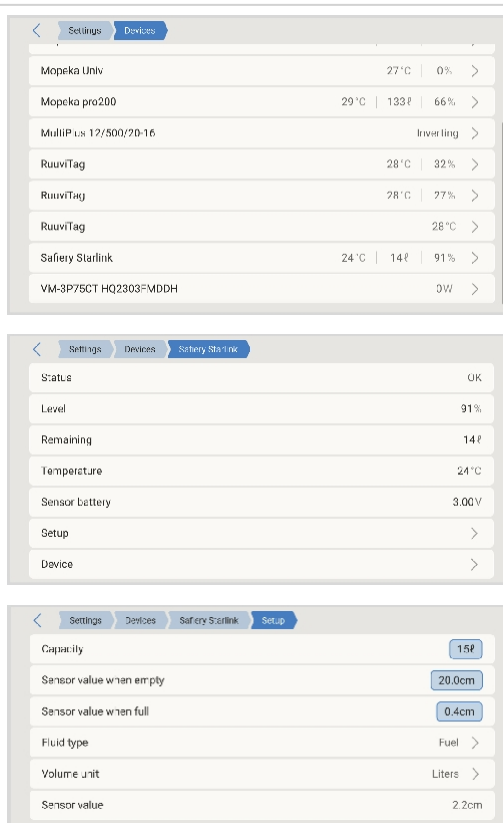 Settings Devices
Mopeka Univ 27°C 0%
Mopeka pro200 29°C 133ℓ 66%
MultiPlus 12/500/20-16 Inverting
RuuviTag 28°C 32%
RuuviTag 28°C 27%
RuuviTag 28°C
Safiery Starlink 24°C 14ℓ 91%
VM-3P75CT HQ2303FMDDH 0W
Settings Devices Safiery Starlink
Status OK
Level 91%
Remaining 14ℓ
Temperature 24°C
Sensor battery 3.00V
Setup
Device
Settings Devices Safiery Starlink Setup
Capacity 15ℓ
Sensor value when empty 20.0cm
Sensor value when full 0.4cm
Fluid type Fuel
Volume unit Liters
Sensor value 2.2cm